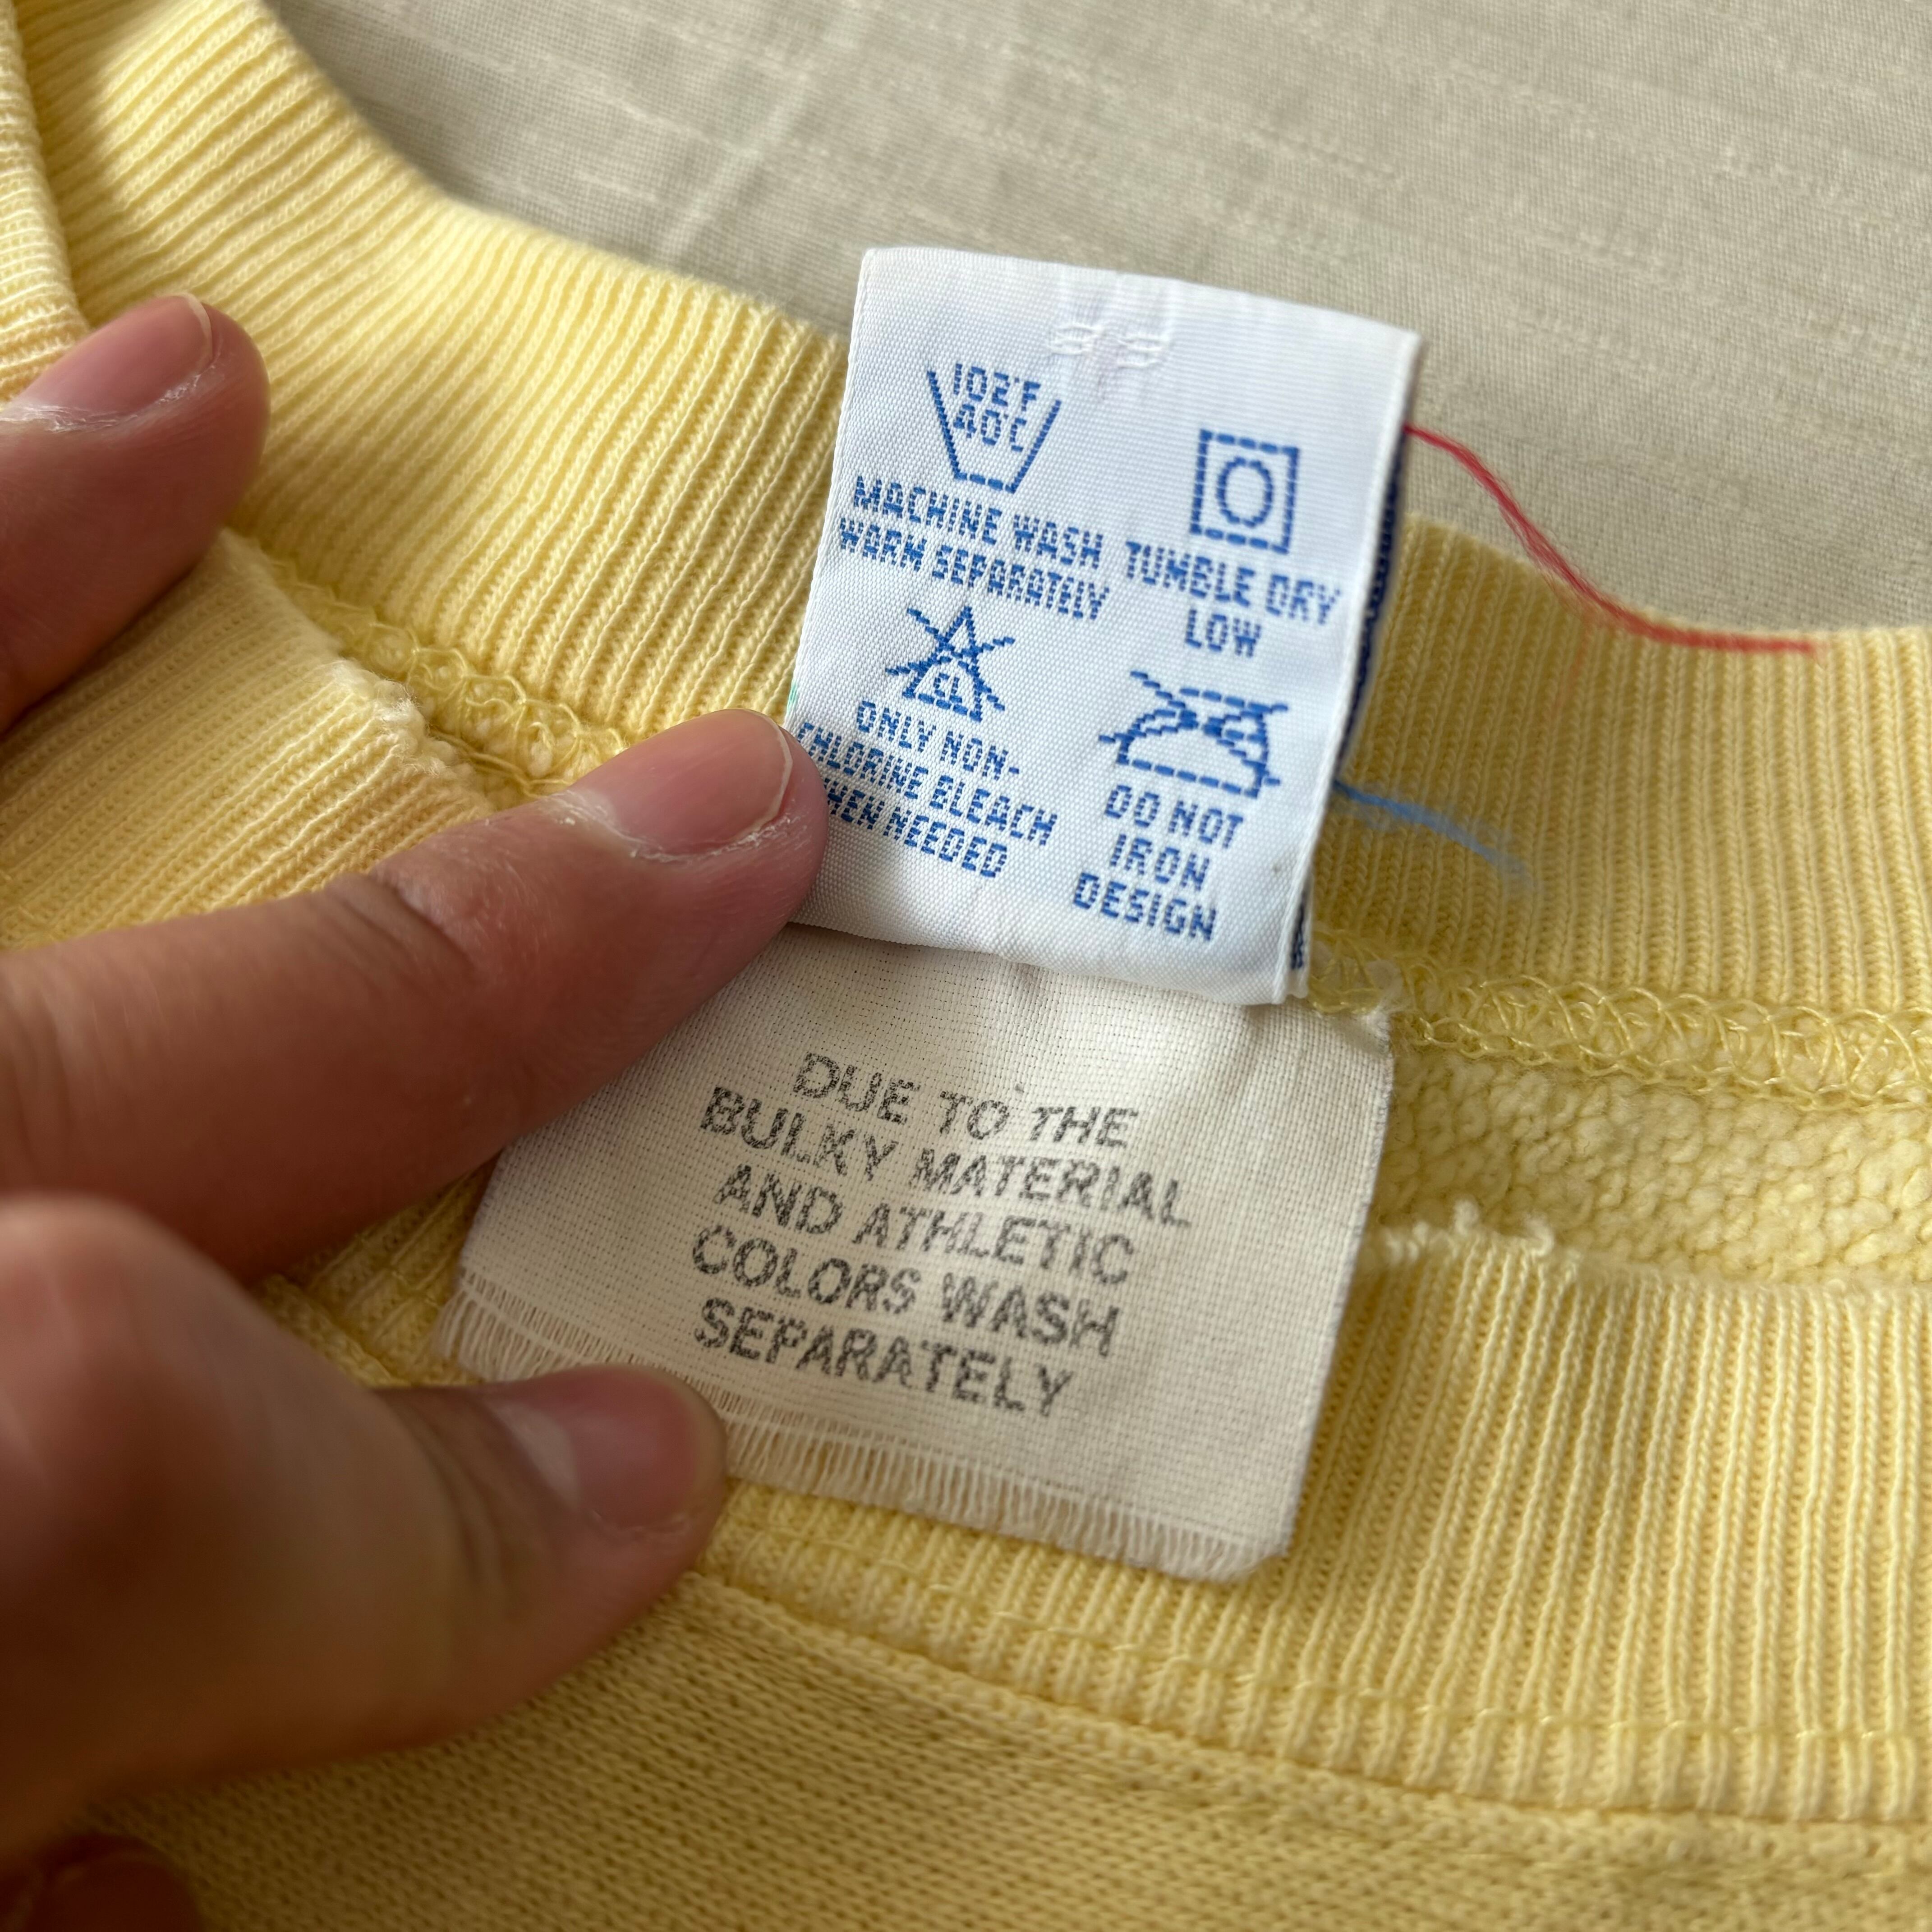 102°F
40°C
MACHINE WASH
WARM SEPARATELY
TUMBLE DRY
LOW
CL
ONLY NON-
CHLORINE BLEACH
WHEN NEEDED
DO NOT
IRON
DESIGN
DUE TO THE
BULKY MATERIAL
AND ATHLETIC
COLORS WASH
SEPARATELY